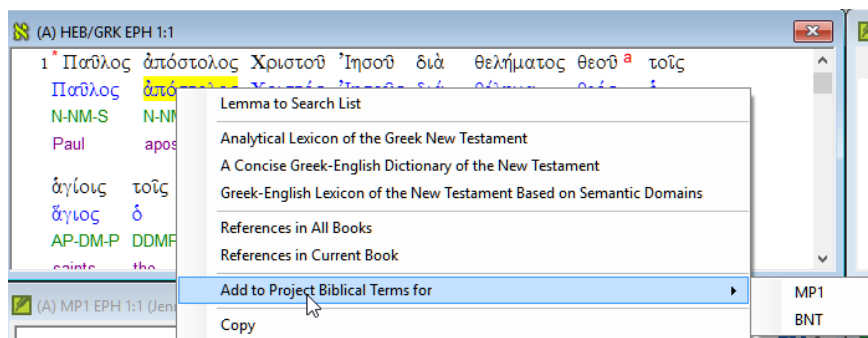 (A) HEB/GRK EPH 1:1
1 * Παῦλος ἀπόστολος Χριστοῦ Ἰησοῦ διὰ θελήματος θεοῦ a τοῖς
Παῦλος
N-NM-S
Paul
Lemma to Search List
Analytical Lexicon of the Greek New Testament
A Concise Greek-English Dictionary of the New Testament
Greek-English Lexicon of the New Testament Based on Semantic Domains
ἁγίοις τοῖς
ἅγιος ὁ
AP-DM-P
References in All Books
References in Current Book
Add to Project Biblical Terms for
MP1
BNT
(A) MP1 EPH 1:1
Copy